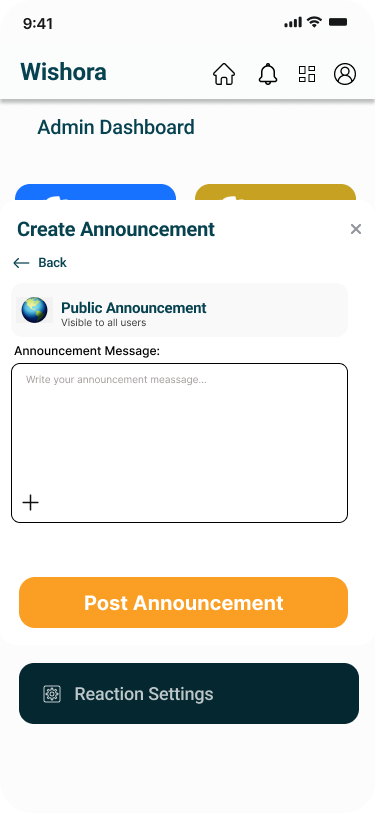 9:41
Wishora
Admin Dashboard
Create Announcement
Back
Public Announcement
Visible to all users
Announcement Message:
Write your announcement meassage...
Post Announcement
Reaction Settings